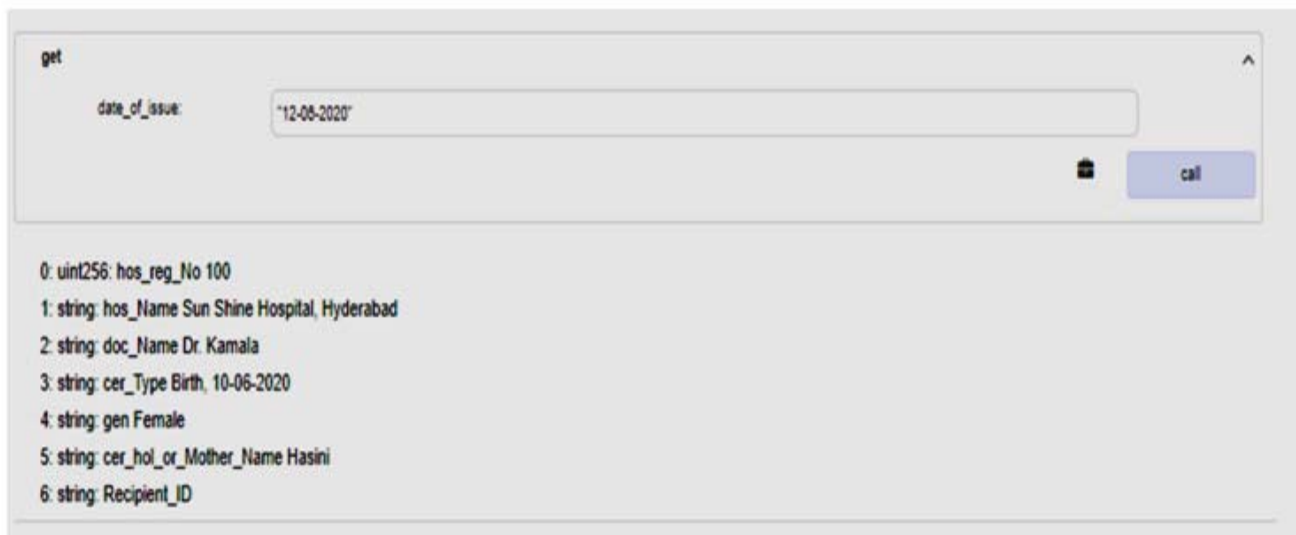 get
date_of_issue:
"12-06-2020"
call
0: uint256: hos_reg_No 100
1: string: hos_Name Sun Shine Hospital, Hyderabad
2: string: doc_Name Dr. Kamala
3: string: cer_Type Birth, 10-06-2020
4: string: gen Female
5: string: cer_hol_or_Mother_Name Hasini
6: string: Recipient_ID